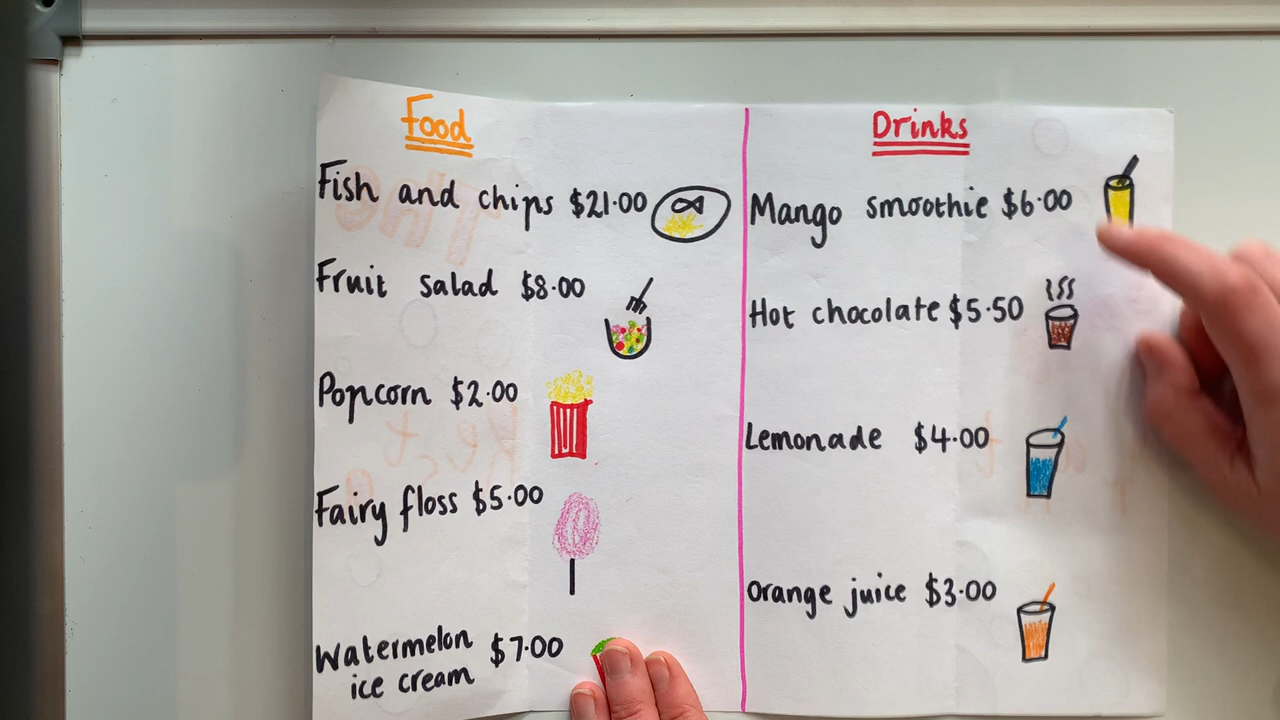 Food
Fish and chips $21.00
Fruit salad $8.00
Popcorn $2.00
Fairy floss $5.00
Watermelon $7.00
ice cream
Drinks
Mango smoothie $6.00
Hot chocolate $5.50
Lemonade $4.00
Orange juice $3.00